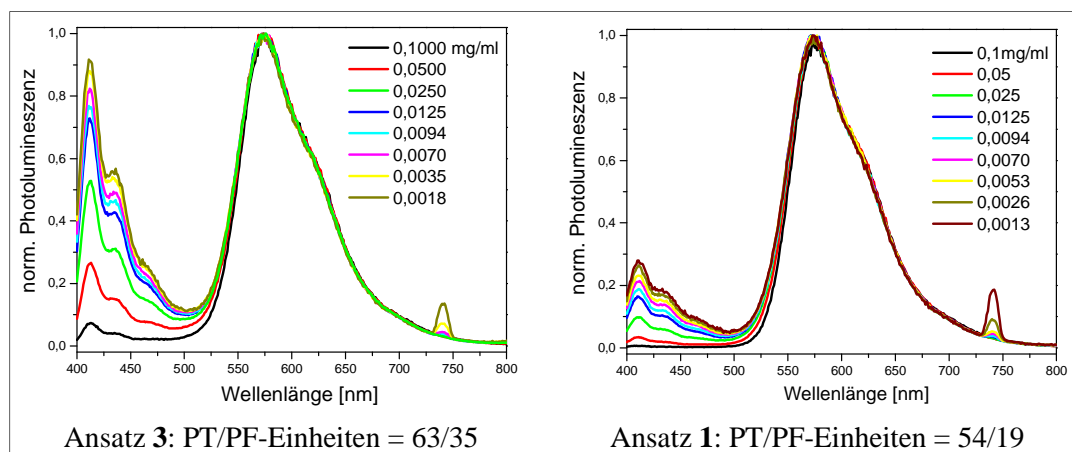 norm. Photolumineszenz
1,0
0,8
0,6
0,4
0,2
0,0
0,1000 mg/ml
0,0500
0,0250
0,0125
0,0094
0,0070
0,0035
0,0018
400 450 500 550 600 650 700 750 800
Wellenlänge [nm]
Ansatz 3: PT/PF-Einheiten = 63/35
norm. Photolumineszenz
1,0
0,8
0,6
0,4
0,2
0,0
0,1mg/ml
0,05
0,025
0,0125
0,0094
0,0070
0,0053
0,0026
0,0013
400 450 500 550 600 650 700 750 800
Wellenlänge [nm]
Ansatz 1: PT/PF-Einheiten = 54/19